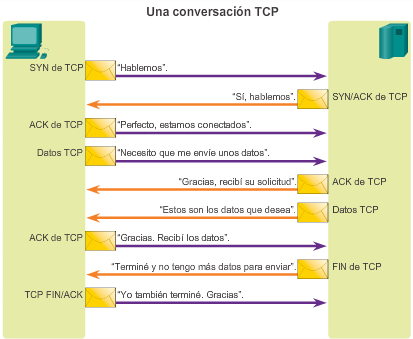 Una conversación TCP
SYN de TCP “Hablemos”.
“Sí, hablemos”. SYN/ACK de TCP
ACK de TCP “Perfecto, estamos conectados”.
Datos TCP “Necesito que me envíe unos datos”.
“Gracias, recibí su solicitud”. ACK de TCP
“Estos son los datos que desea”. Datos TCP
ACK de TCP “Gracias. Recibí los datos”.
“Terminé y no tengo más datos para enviar”. FIN de TCP
TCP FIN/ACK “Yo también terminé. Gracias”.